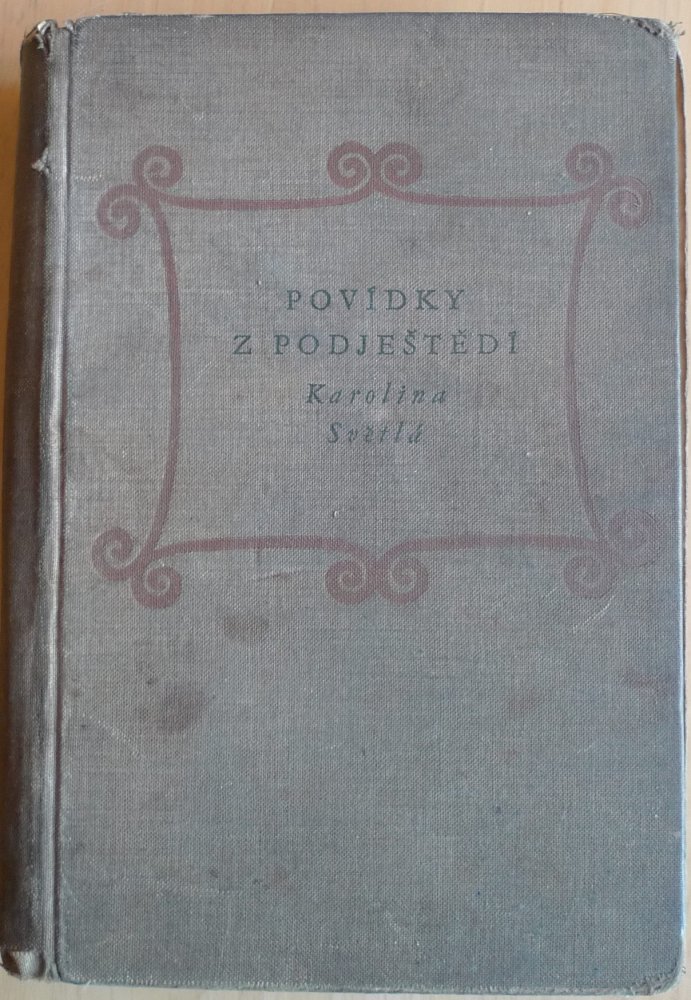 POVÍDKY
Z PODJEŠTĚDÍ
Karolina
Světlá